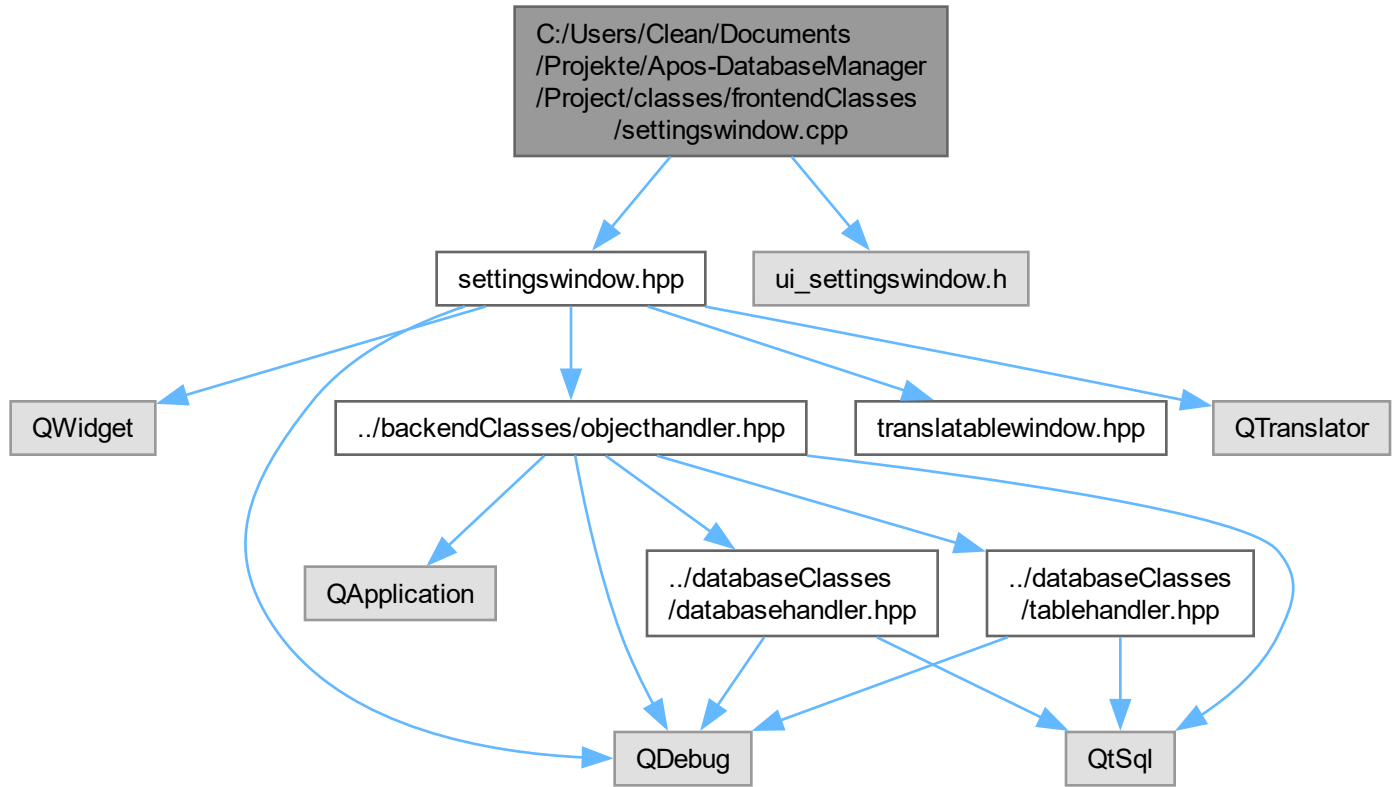 C:/Users/Clean/Documents
/Projekte/Apos-DatabaseManager
/Project/classes/frontendClasses
/settingswindow.cpp
settingswindow.hpp
ui_settingswindow.h
QWidget
../backendClasses/objecthandler.hpp
translatablewindow.hpp
QTranslator
QApplication
../databaseClasses
/databasehandler.hpp
../databaseClasses
/tablehandler.hpp
QDebug
QtSql